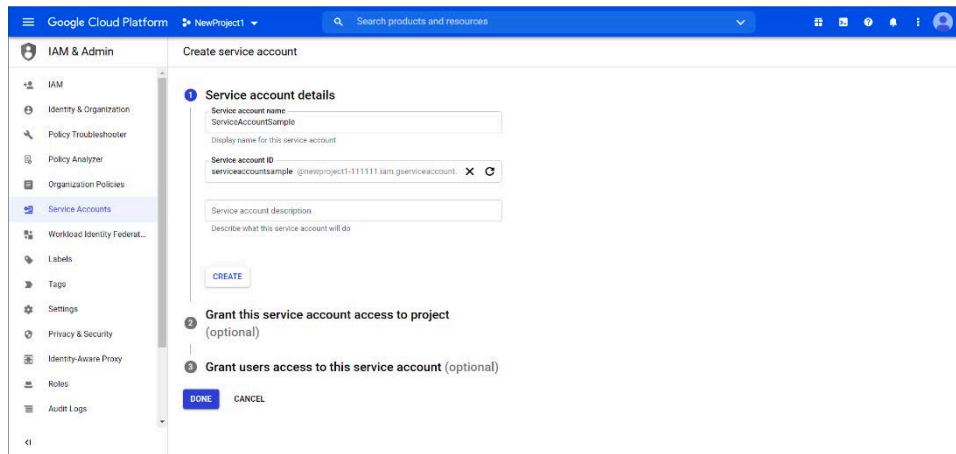 Google Cloud Platform
NewProject1
Search products and resources
IAM & Admin
Create service account
IAM
Identity & Organization
Policy Troubleshooter
Policy Analyzer
Organization Policies
Service Accounts
Workload Identity Federat...
Labels
Tags
Settings
Privacy & Security
Identity-Aware Proxy
Roles
Audit Logs
1
Service account details
Service account name
ServiceAccountSample
Display name for this service account
Service account ID
serviceaccountsample @newproject1-111111.iam.gserviceaccount.
Service account description
Describe what this service account will do
CREATE
2
Grant this service account access to project
(optional)
3
Grant users access to this service account (optional)
DONE CANCEL